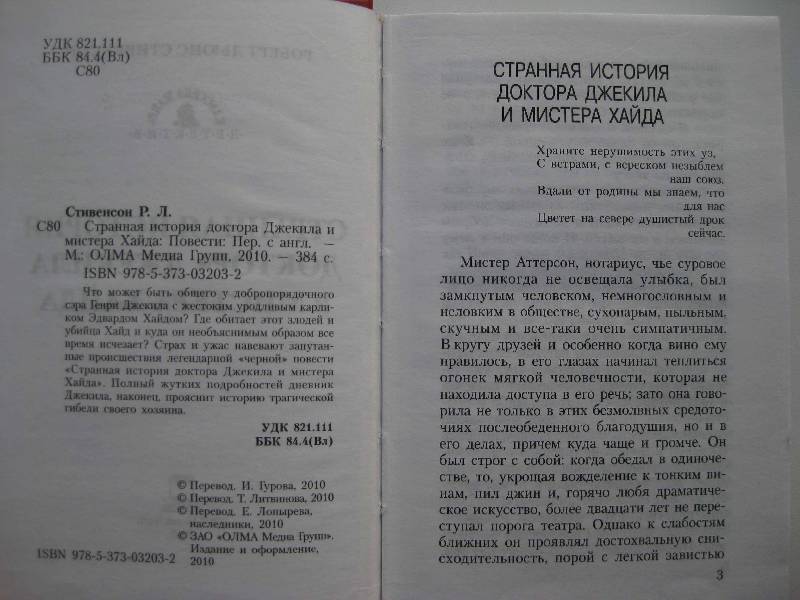 УДК 821.111
ББК 84.4(Вл)
С80
Стивенсон Р. Л.
С80 Странная история доктора Джекила и
мистера Хайда: Повести: Пер. с англ. —
М.: ОЛМА Медиа Групп, 2010. — 384 с.
ISBN 978-5-373-03203-2
Что может быть общего у добропорядочного
сэра Генри Джекила с жестоким уродливым карли-
ком Эдвардом Хайдом? Где обитает этот злодей и
убийца Хайд и куда он необъяснимым образом все
время исчезает? Страх и ужас навевают запутан-
ные происшествия легендарной «черной» повести
«Странная история доктора Джекила и мистера
Хайда». Полный жутких подробностей дневник
Джекила, наконец, прояснит историю трагической
гибели своего хозяина.
УДК 821.111
ББК 84.4(Вл)
© Перевод. И. Гурова, 2010
© Перевод. Т. Литвинова, 2010
© Перевод. Е. Лопырева,
наследники, 2010
© ЗАО «ОЛМА Медиа Групп».
Издание и оформление,
2010
ISBN 978-5-373-03203-2
СТРАННАЯ ИСТОРИЯ
ДОКТОРА ДЖЕКИЛА
И МИСТЕРА ХАЙДА
Храните нерушимость этих уз,
С ветрами, с вереском незыблем
наш союз.
Вдали от родины мы знаем, что
для нас
Цветет на севере душистый дрок
сейчас.
Мистер Аттерсон, нотариус, чье суровое
лицо никогда не освещала улыбка, был
замкнутым человеком, немногословным и
неловким в обществе, сухопарым, пыльным,
скучным и все-таки очень симпатичным.
В кругу друзей и особенно когда вино ему
нравилось, в его глазах начинал теплиться
огонек мягкой человечности, которая не
находила доступа в его речь; зато она гово-
рила не только в этих безмолвных средото-
чиях послеобеденного благодушия, но и в
его делах, причем куда чаще и громче. Он
был строг с собой: когда обедал в одиноче-
стве, то, укрощая вожделение к тонким ви-
нам, пил джин и, горячо любя драматиче-
ское искусство, более двадцати лет не пере-
ступал порога театра. Однако к слабостям
ближних он проявлял достохвальную сни-
сходительность, порой с легкой завистью
3